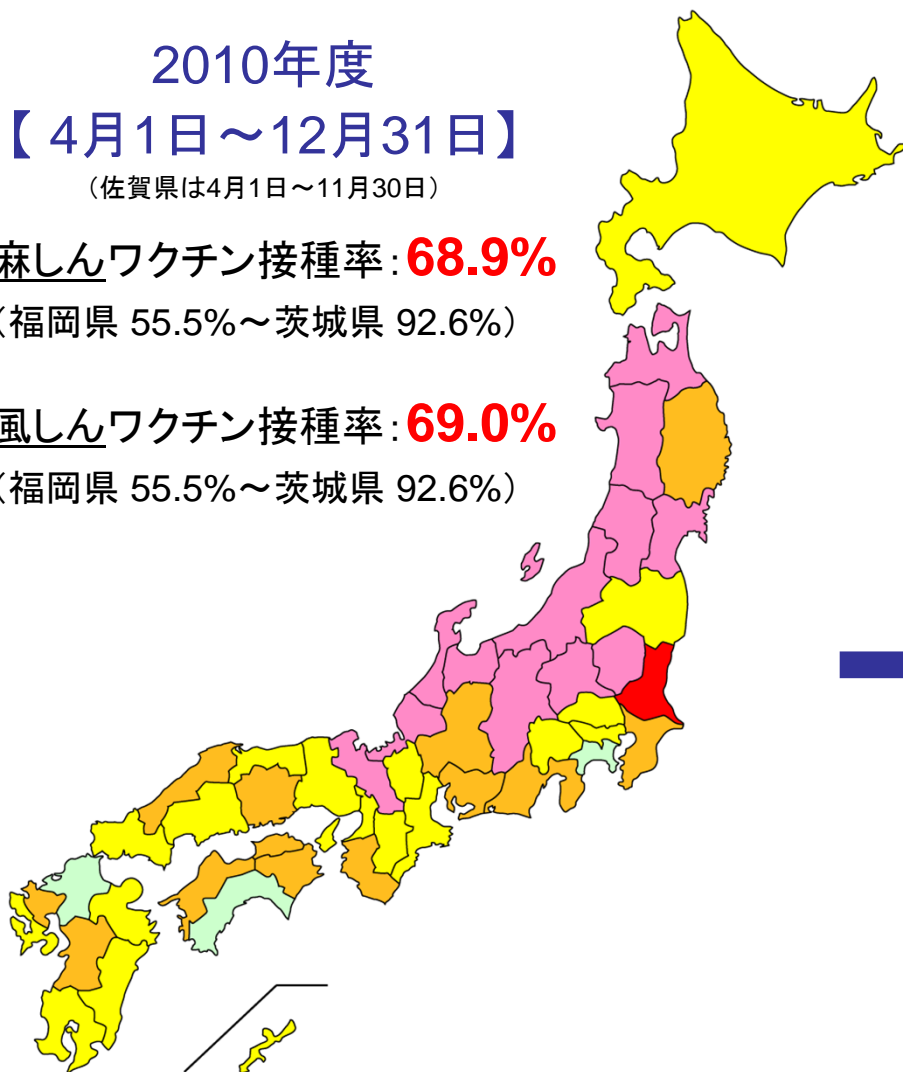 2010年度
【 4月1日～12月31日】
（佐賀県は4月1日～11月30日）
麻しんワクチン接種率：68.9%
（福岡県 55.5%～茨城県 92.6%）
風しんワクチン接種率：69.0%
（福岡県 55.5%～茨城県 92.6%）